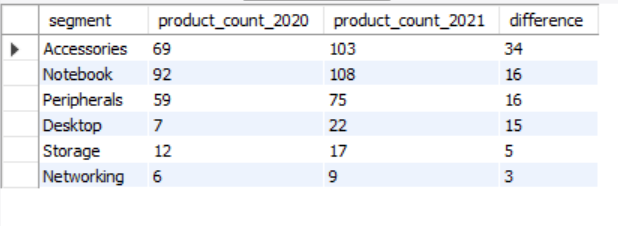 segment product_count_2020 product_count_2021 difference
Accessories 69 103 34
Notebook 92 108 16
Peripherals 59 75 16
Desktop 7 22 15
Storage 12 17 5
Networking 6 9 3